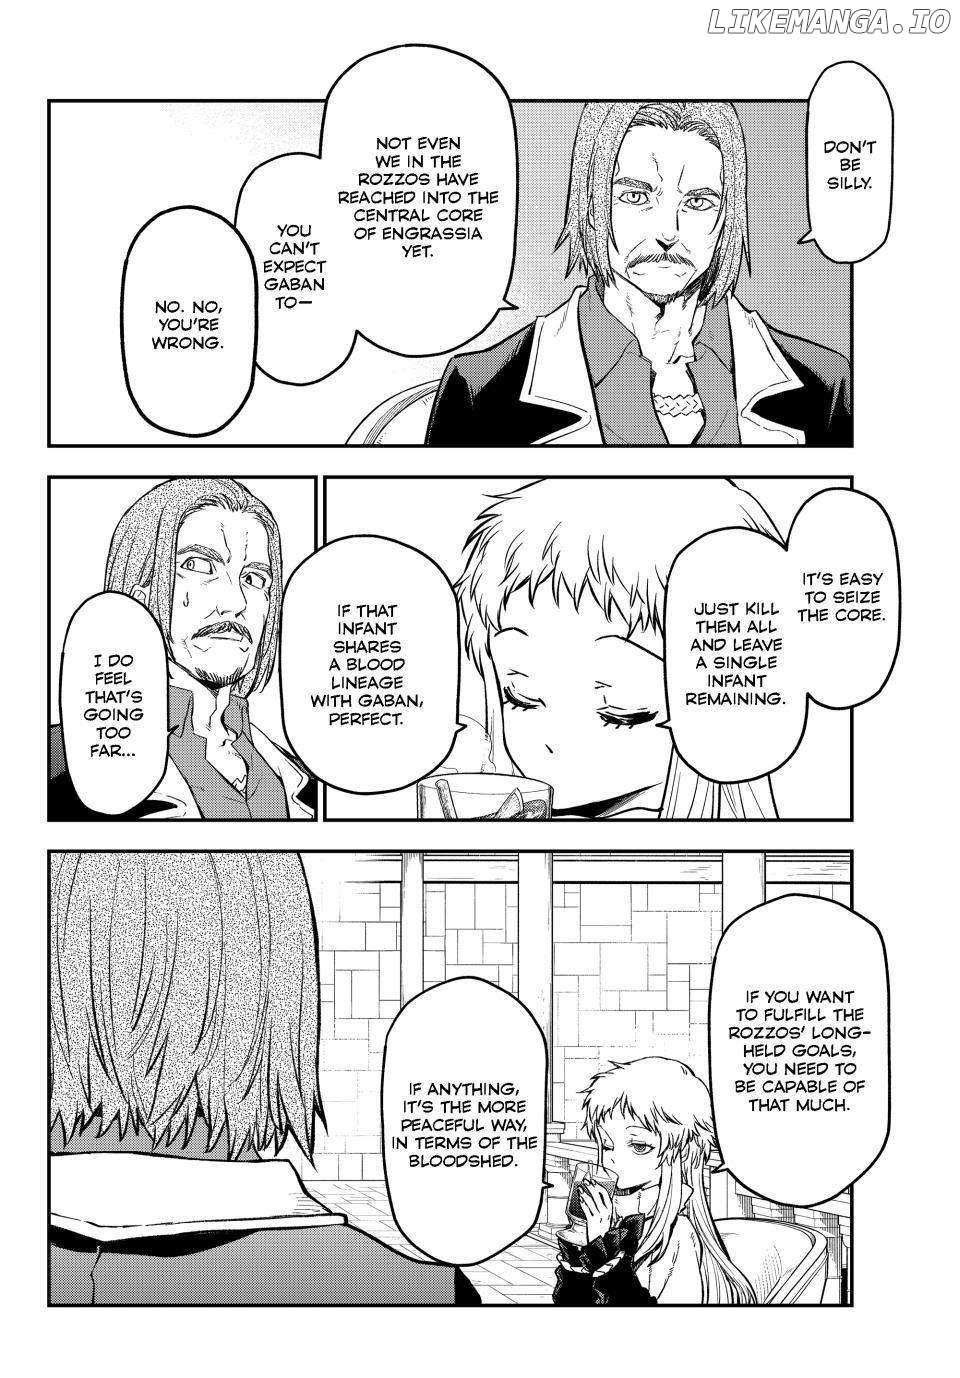 LIKEMANGA.IO
DON'T
BE
SILLY.
NOT EVEN
WE IN THE
ROZZOS HAVE
REACHED INTO THE
CENTRAL CORE
OF ENGRASSIA
YET.
YOU
CAN'T
EXPECT
GABAN
TO—
NO. NO,
YOU'RE
WRONG.
IT'S EASY
TO SEIZE
THE CORE.
JUST KILL
THEM ALL
AND LEAVE
A SINGLE
INFANT
REMAINING.
IF THAT
INFANT
SHARES
A BLOOD
LINEAGE
WITH GABAN,
PERFECT.
I DO
FEEL
THAT'S
GOING
TOO
FAR...
IF YOU WANT
TO FULFILL THE
ROZZOS' LONG-
HELD GOALS,
YOU NEED TO
BE CAPABLE OF
THAT MUCH.
IF ANYTHING,
IT'S THE MORE
PEACEFUL WAY,
IN TERMS OF THE
BLOODSHED.